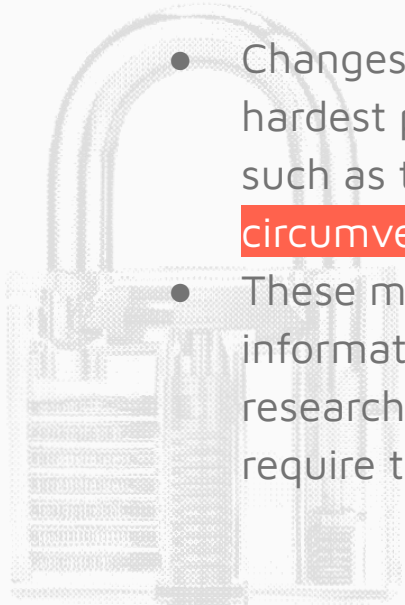 • Changes
hardest
such as
circumve
• These
informat
research
require